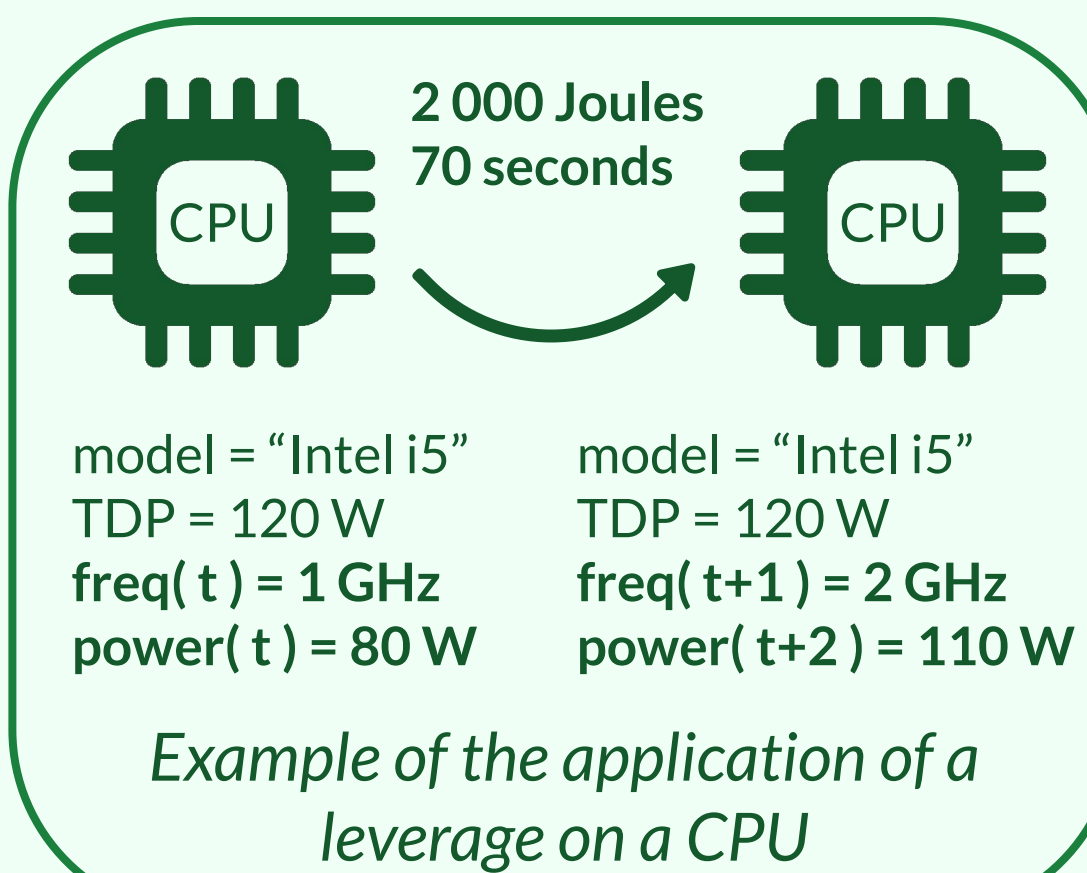 2 000 Joules
70 seconds
CPU
CPU
model = “Intel i5”
TDP = 120 W
freq( t ) = 1 GHz
power( t ) = 80 W
model = “Intel i5”
TDP = 120 W
freq( t+1 ) = 2 GHz
power( t+2 ) = 110 W
Example of the application of a
leverage on a CPU